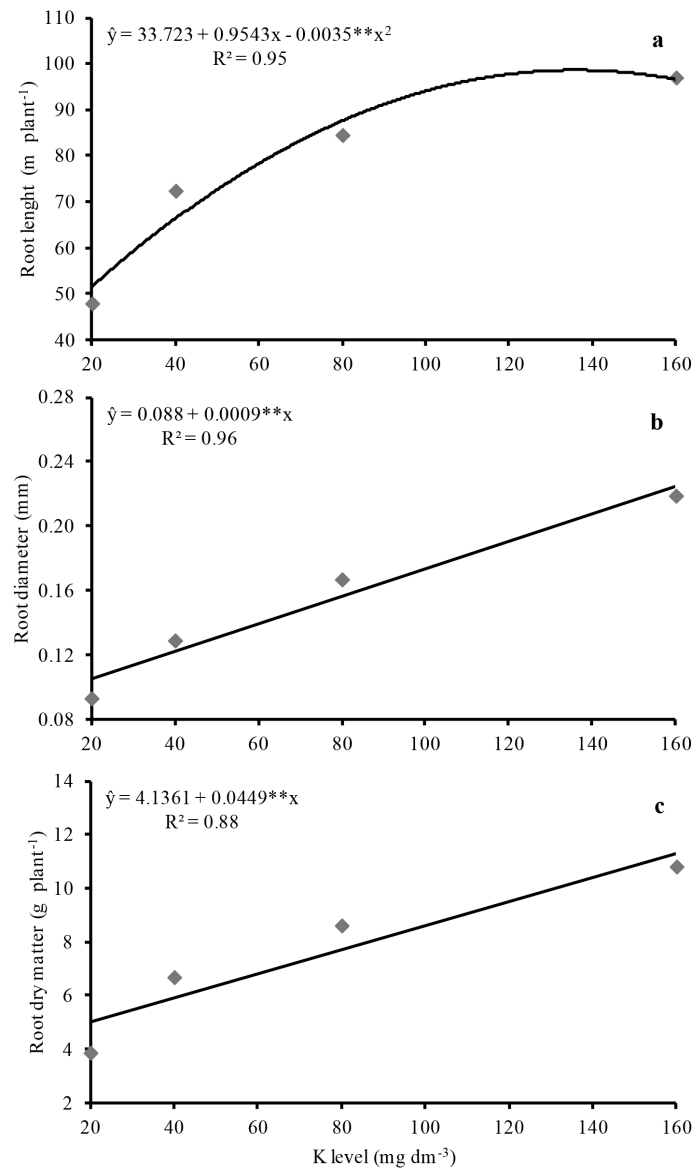 110
100
90
80
70
60
50
40
Root lenght (m plant⁻¹)
ŷ = 33.723 + 0.9543x - 0.0035**x²
R² = 0.95
a
20 40 60 80 100 120 140 160
0.28
0.24
0.20
0.16
0.12
0.08
Root diameter (mm)
ŷ = 0.088 + 0.0009**x
R² = 0.96
b
20 40 60 80 100 120 140 160
14
12
10
8
6
4
2
Root dry matter (g plant⁻¹)
ŷ = 4.1361 + 0.0449**x
R² = 0.88
c
20 40 60 80 100 120 140 160
K level (mg dm⁻³)